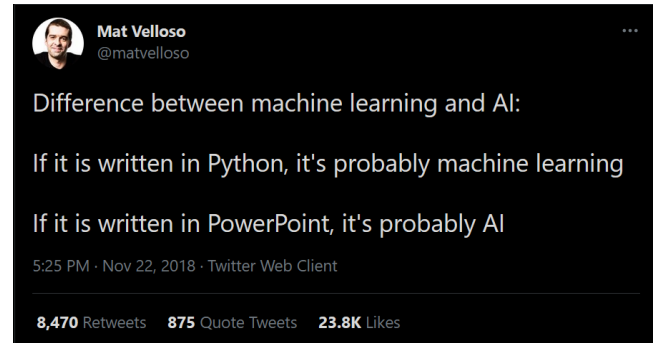 Mat Velloso
@matvelloso
Difference between machine learning and AI:
If it is written in Python, it's probably machine learning
If it is written in PowerPoint, it's probably AI
5:25 PM · Nov 22, 2018 · Twitter Web Client
8,470 Retweets 875 Quote Tweets 23.8K Likes